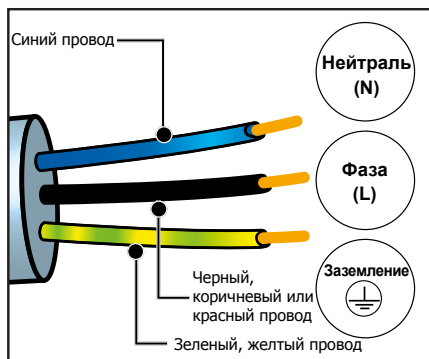 Синий провод
Нейтраль
(N)
Фаза
(L)
Заземление
Черный,
коричневый или
красный провод
Зеленый, желтый провод